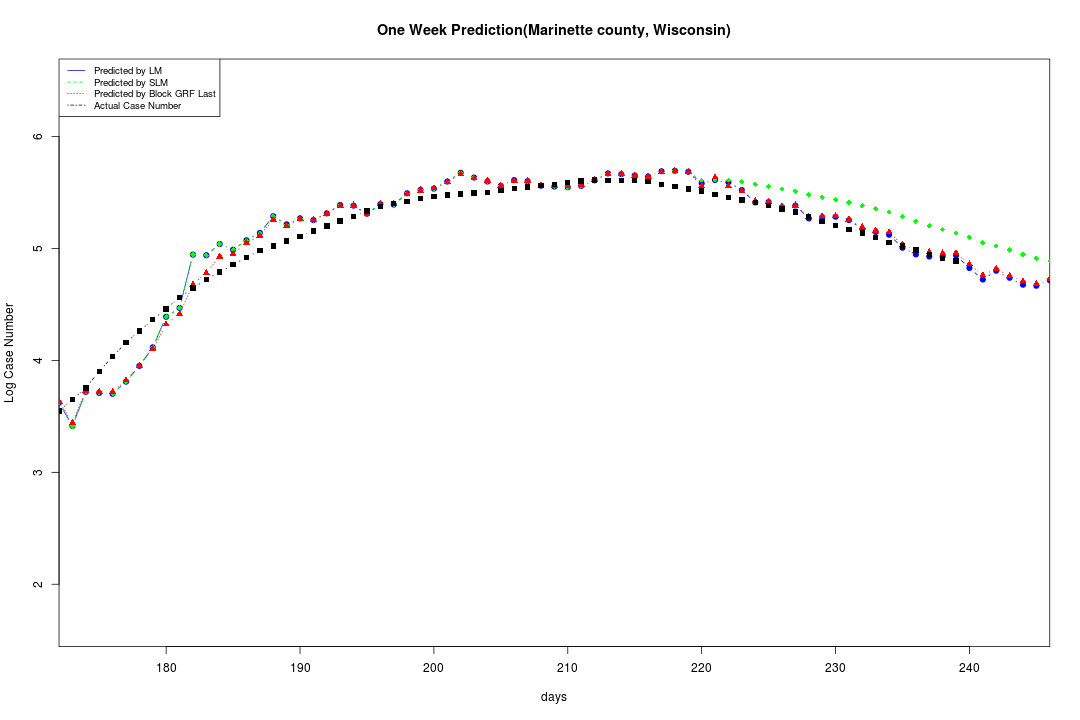 One Week Prediction(Marinette county, Wisconsin)
Predicted by LM
Predicted by SLM
Predicted by Block GRF Last
Actual Case Number
6
5
4
3
2
Log Case Number
180 190 200 210 220 230 240
days